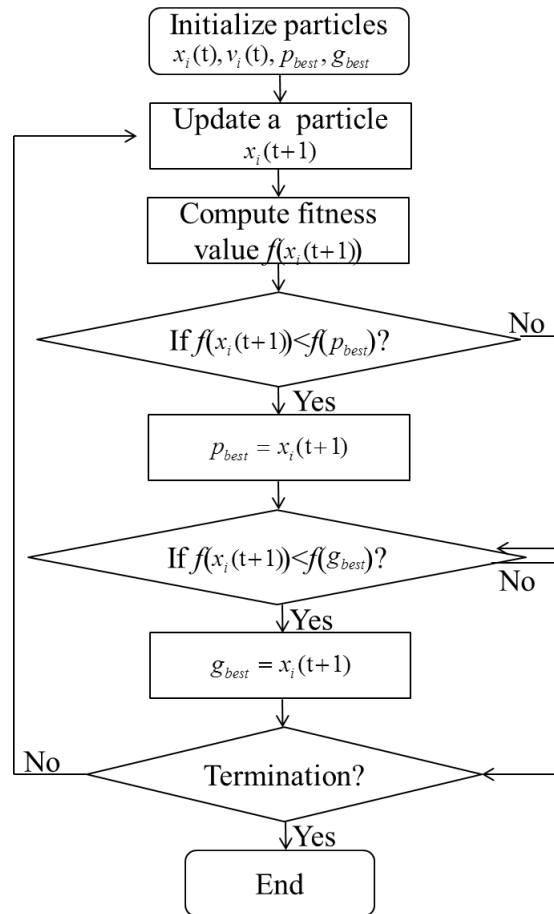 Initialize particles
x_i(t), v_i(t), p_best, g_best
Update a particle
x_i(t+1)
Compute fitness
value f(x_i(t+1))
If f(x_i(t+1))<f(p_best)?
No
Yes
p_best = x_i(t+1)
If f(x_i(t+1))<f(g_best)?
No
Yes
g_best = x_i(t+1)
No
Termination?
Yes
End